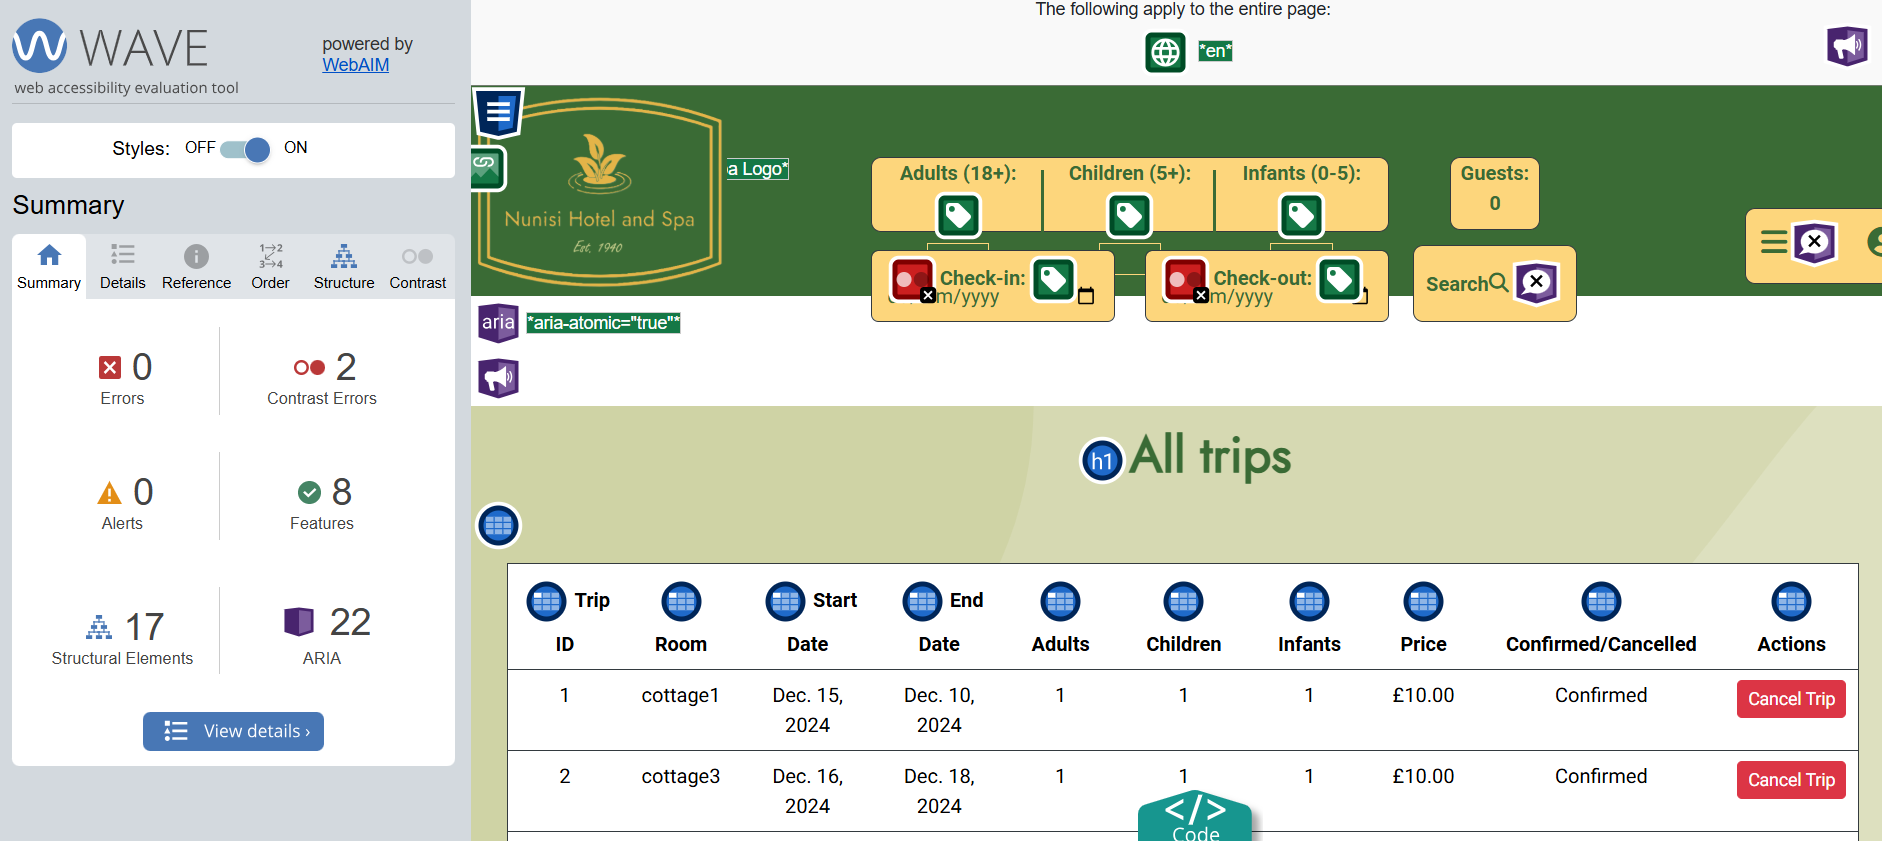 WAVE
powered by
WebAIM
web accessibility evaluation tool
Styles: OFF ON
Summary
Summary Details Reference Order Structure Contrast
0 Errors
2 Contrast Errors
0 Alerts
8 Features
17 Structural Elements
22 ARIA
View details ›
The following apply to the entire page:
*en*
Nunisi Hotel and Spa
Est. 1940
Logo*
Adults (18+): Children (5+): Infants (0-5):
Guests:
0
Check-in:
m/yyyy
Check-out:
m/yyyy
Search
aria *aria-atomic="true"*
h1 All trips
Trip ID Room Start Date End Date Adults Children Infants Price Confirmed/Cancelled Actions
1 cottage1 Dec. 15, 2024 Dec. 10, 2024 1 1 1 £10.00 Confirmed Cancel Trip
2 cottage3 Dec. 16, 2024 Dec. 18, 2024 1 1 1 £10.00 Confirmed Cancel Trip
</> Code